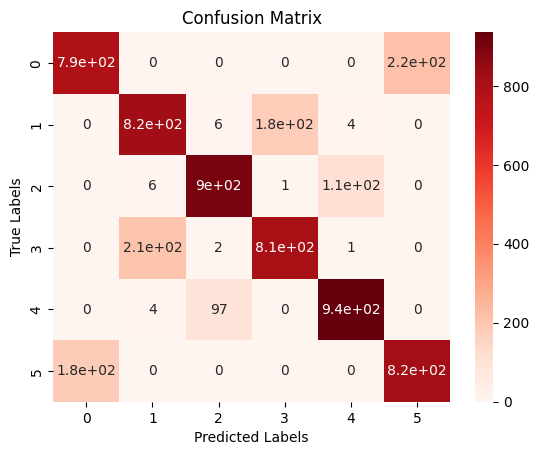 Confusion Matrix
0 7.9e+02 0 0 0 0 2.2e+02
1 0 8.2e+02 6 1.8e+02 4 0
2 0 6 9e+02 1 1.1e+02 0
3 0 2.1e+02 2 8.1e+02 1 0
4 0 4 97 0 9.4e+02 0
5 1.8e+02 0 0 0 0 8.2e+02
0 1 2 3 4 5
Predicted Labels
True Labels
800
600
400
200
0